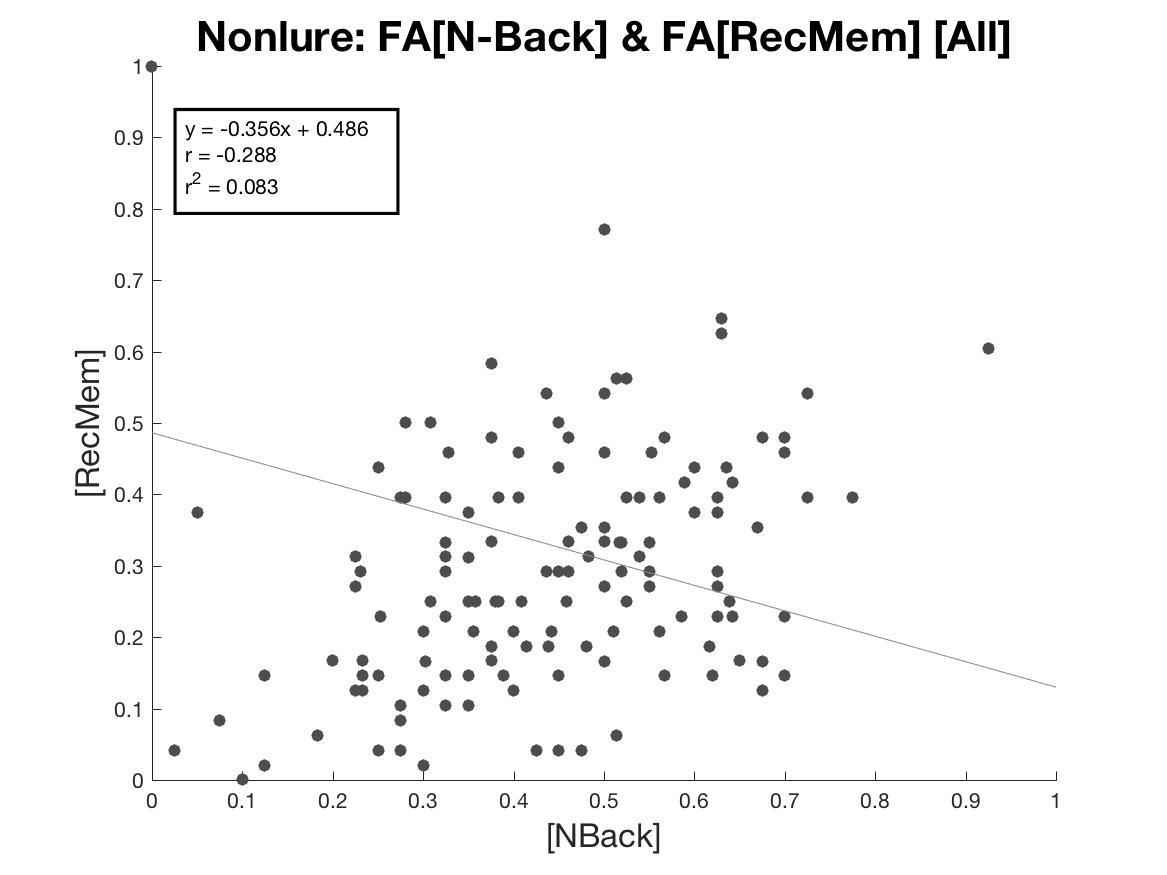 Nonlure: FA[N-Back] & FA[RecMem] [All]
y = -0.356x + 0.486
r = -0.288
r² = 0.083
[RecMem]
1
0.9
0.8
0.7
0.6
0.5
0.4
0.3
0.2
0.1
0
0 0.1 0.2 0.3 0.4 0.5 0.6 0.7 0.8 0.9 1
[NBack]